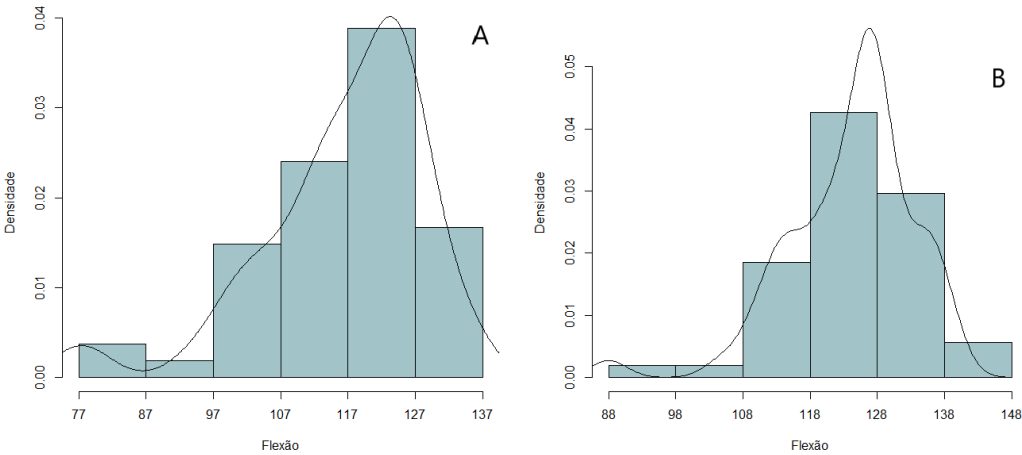 A
Densidade
0.00 0.01 0.02 0.03 0.04
77 87 97 107 117 127 137
Flexão
B
Densidade
0.00 0.01 0.02 0.03 0.04 0.05
88 98 108 118 128 138 148
Flexão